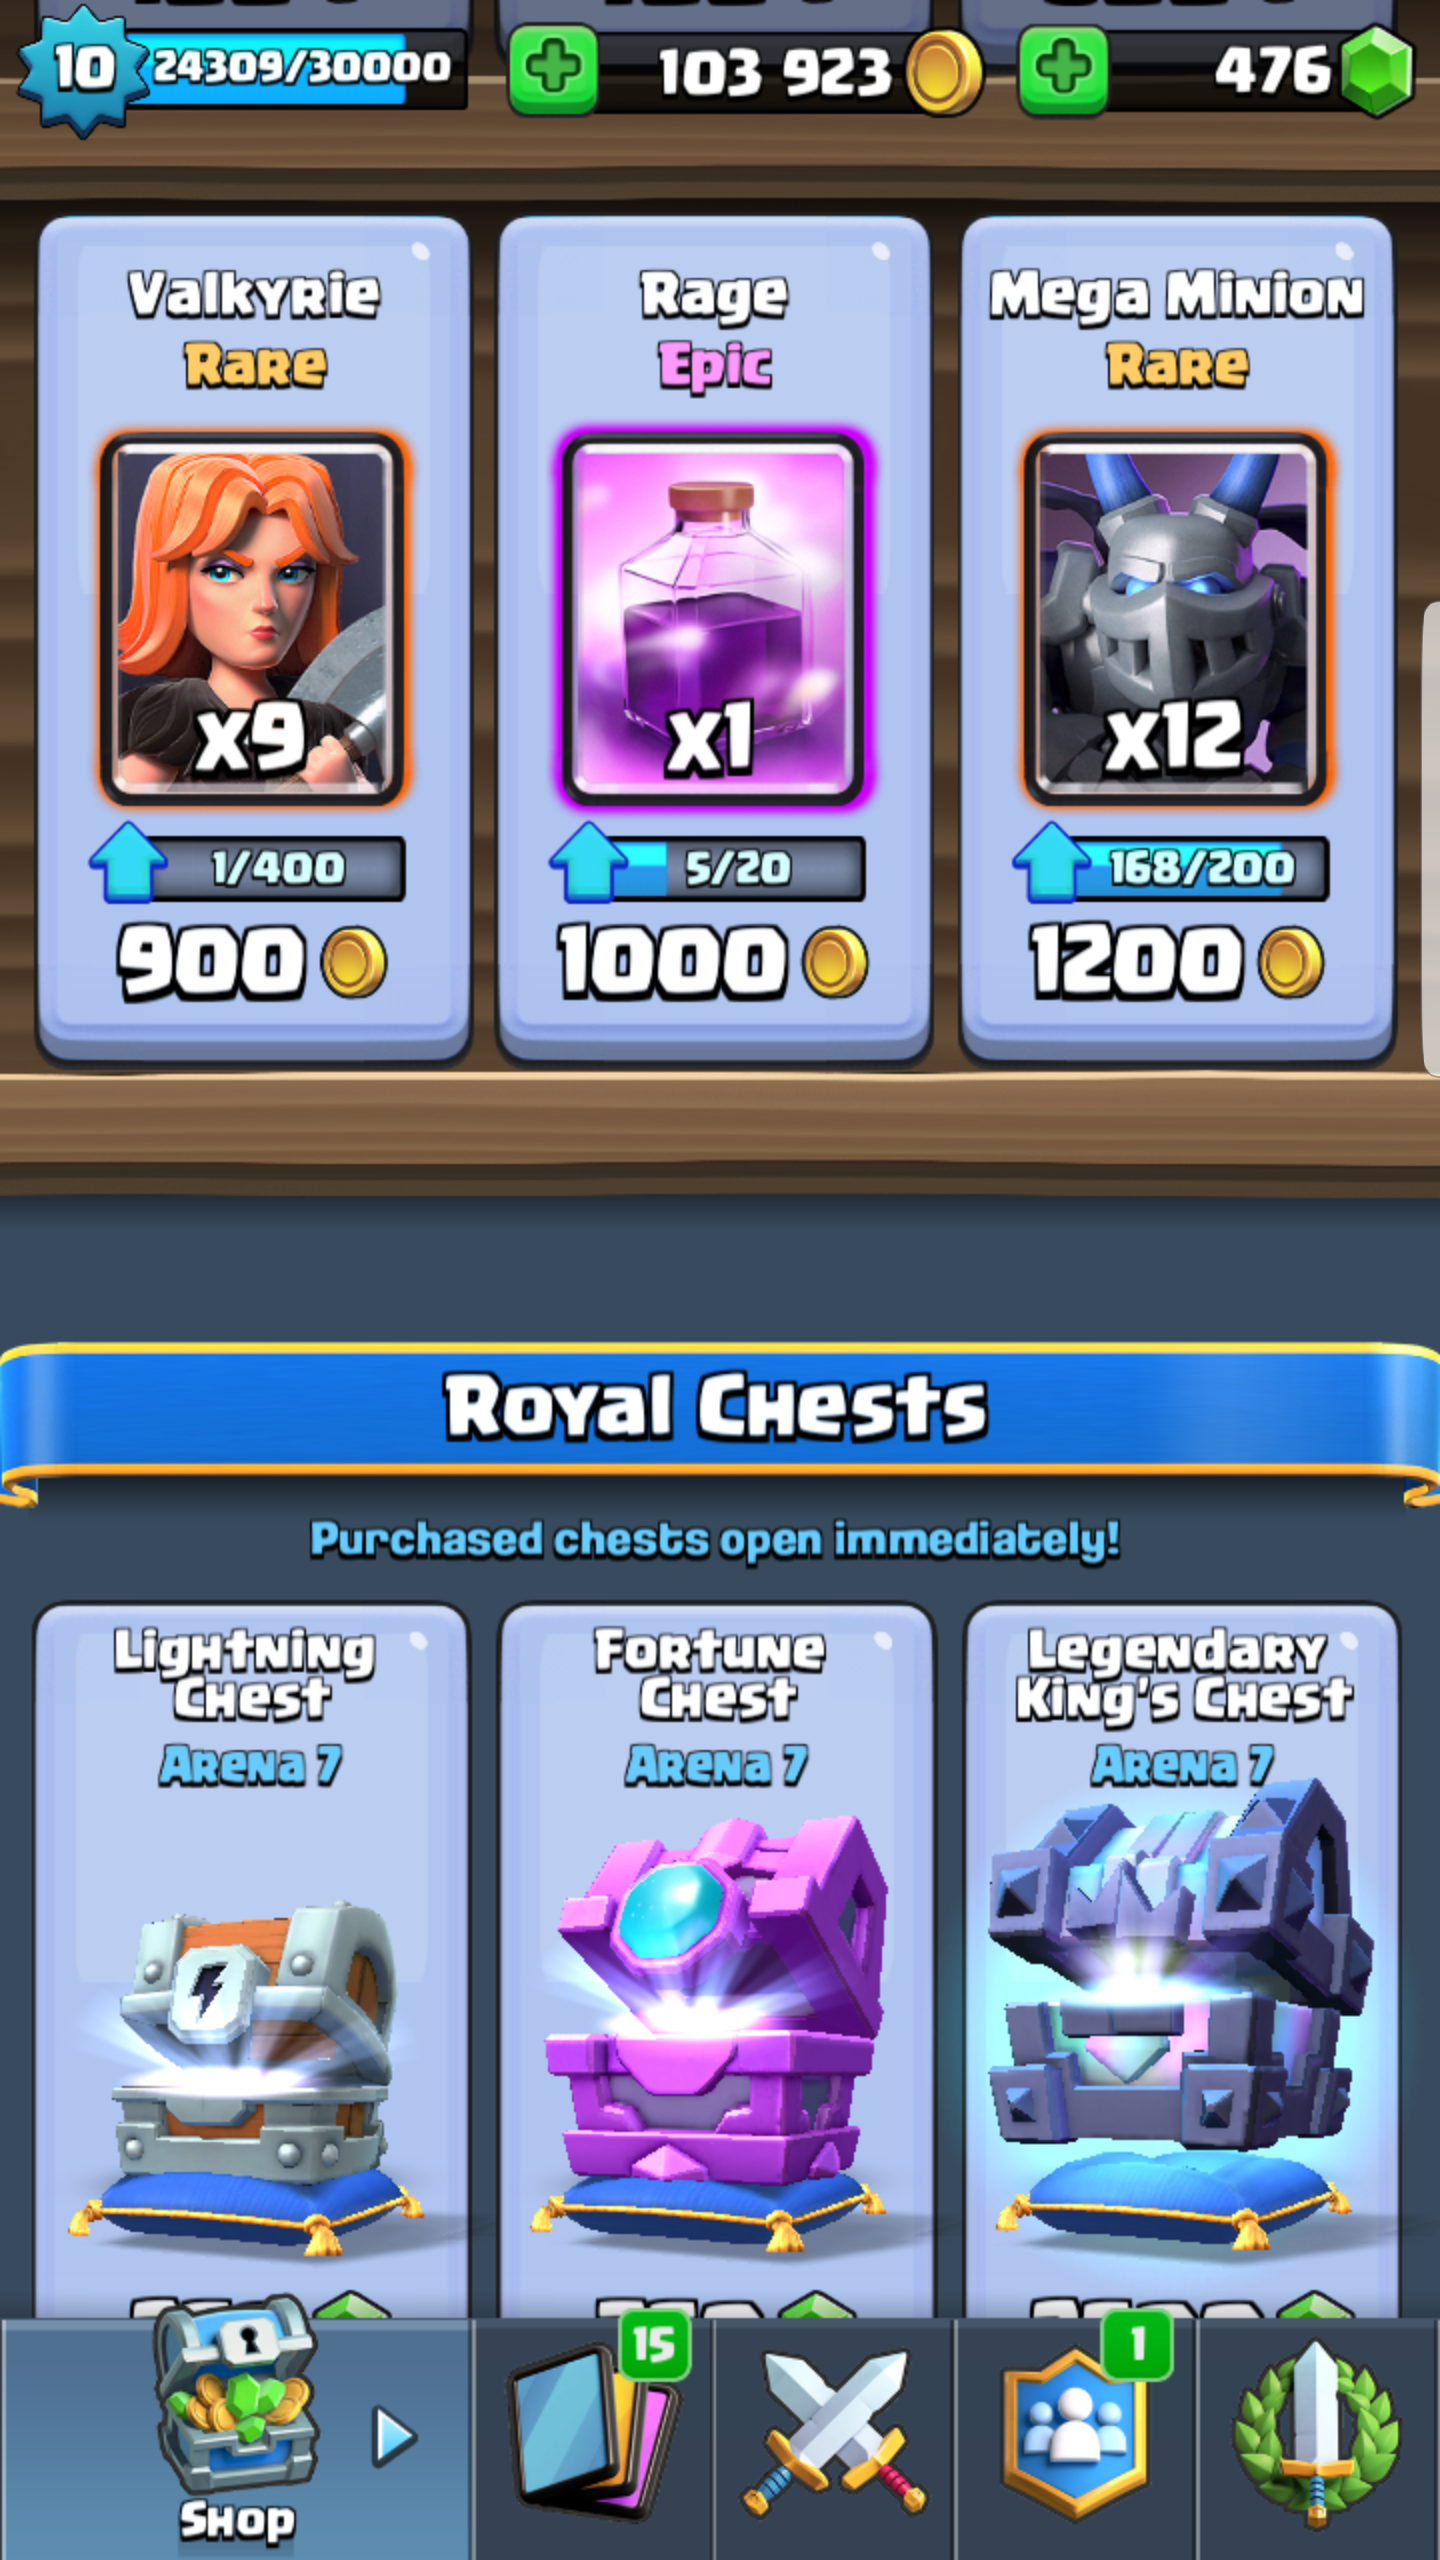 10 24309/30000 103 923 476
Valkyrie Rage Mega Minion
Rare Epic Rare
x9 x1 x12
1/400 5/20 168/200
900 1000 1200
Royal Chests
Purchased chests open immediately!
Lightning Chest
Arena 7
Fortune Chest
Arena 7
Legendary King's Chest
Arena 7
15 1
Shop